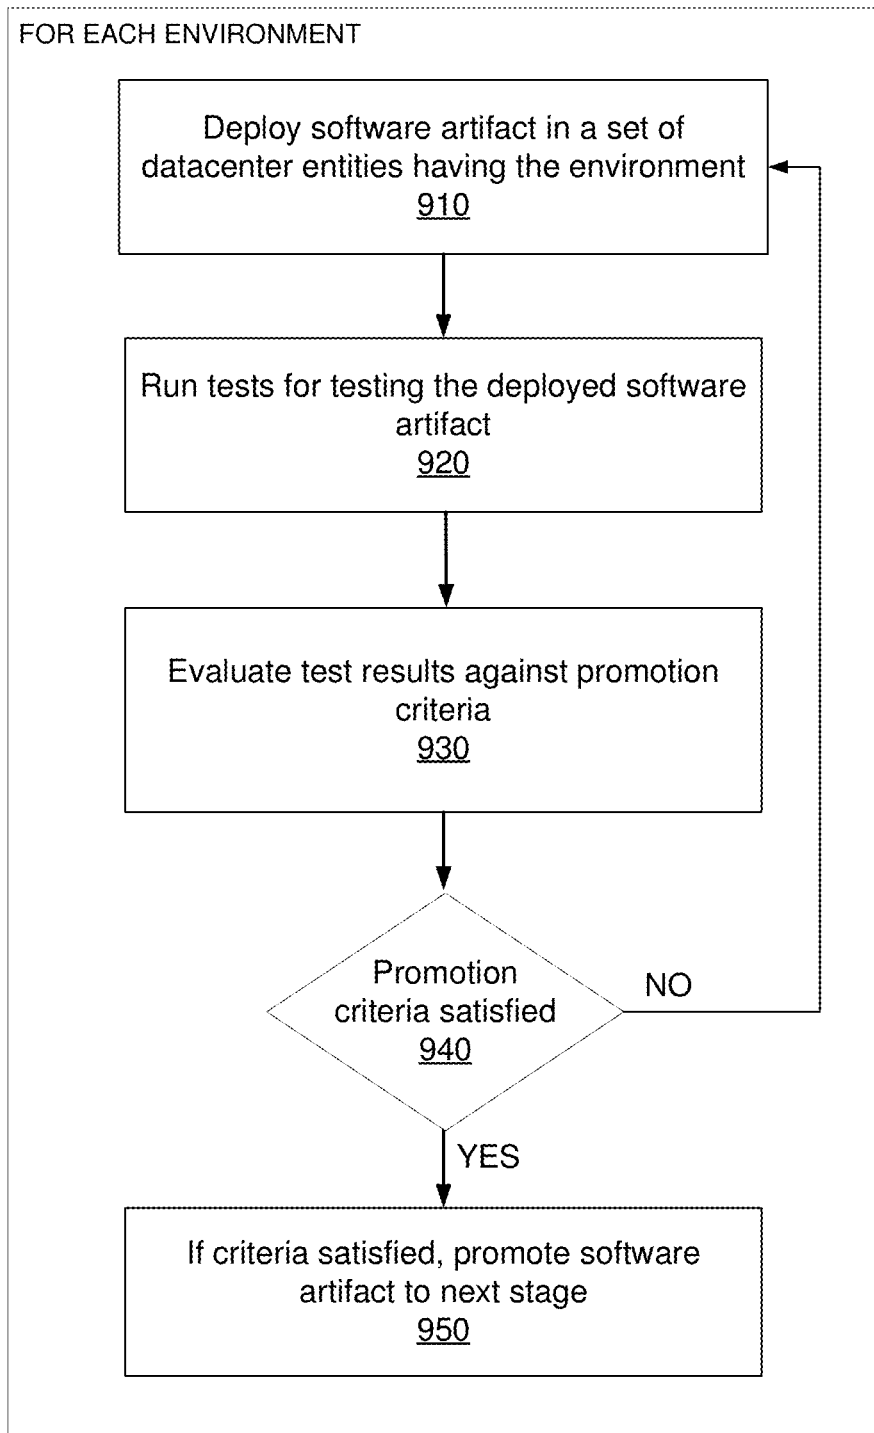 FOR EACH ENVIRONMENT
Deploy software artifact in a set of
datacenter entities having the environment
910
Run tests for testing the deployed software
artifact
920
Evaluate test results against promotion
criteria
930
Promotion
criteria satisfied
940
NO
YES
If criteria satisfied, promote software
artifact to next stage
950